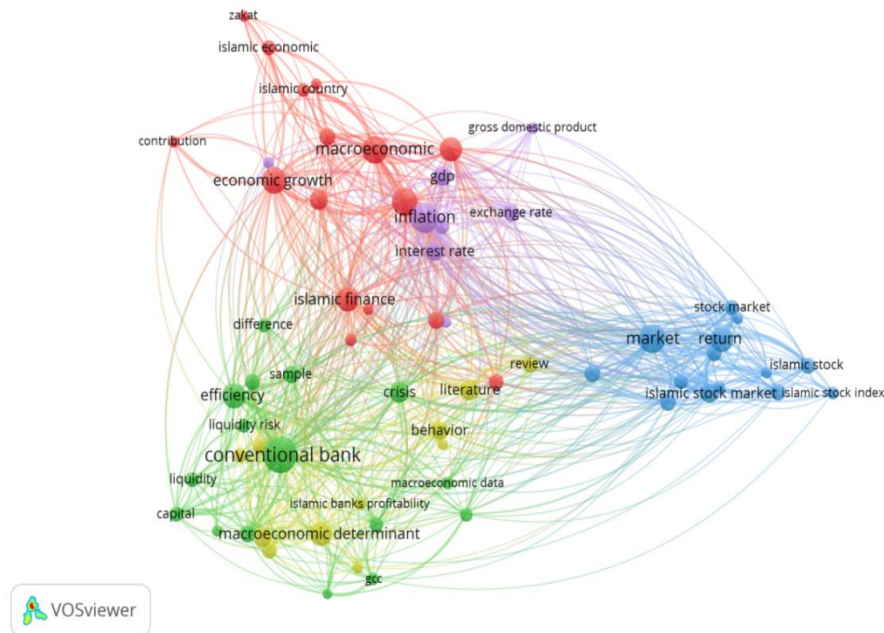 zakat
islamic economic
islamic country
gross domestic product
contribution
macroeconomic
gdp
economic growth
inflation
exchange rate
interest rate
islamic finance
stock market
difference
market
return
review
islamic stock
sample
efficiency
crisis
literature
islamic stock market
islamic stock index
liquidity risk
behavior
conventional bank
liquidity
macroeconomic data
islamic banks profitability
capital
macroeconomic determinant
gcc
VOSviewer